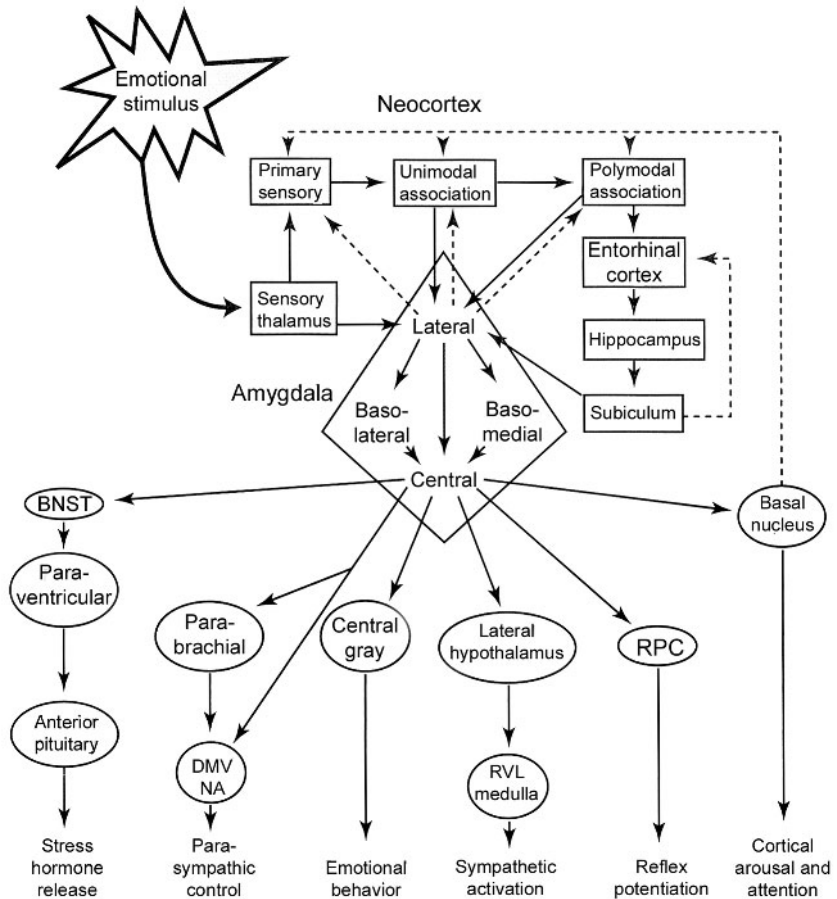 Emotional
stimulus
Neocortex
Primary
sensory
Unimodal
association
Polymodal
association
Entorhinal
cortex
Sensory
thalamus
Lateral
Hippocampus
Amygdala
Baso-
lateral
Baso-
medial
Subiculum
Central
BNST
Basal
nucleus
Para-
ventricular
Para-
brachial
Central
gray
Lateral
hypothalamus
RPC
Anterior
pituitary
DMV
NA
RVL
medulla
Stress
hormone
release
Para-
sympathic
control
Emotional
behavior
Sympathetic
activation
Reflex
potentiation
Cortical
arousal and
attention